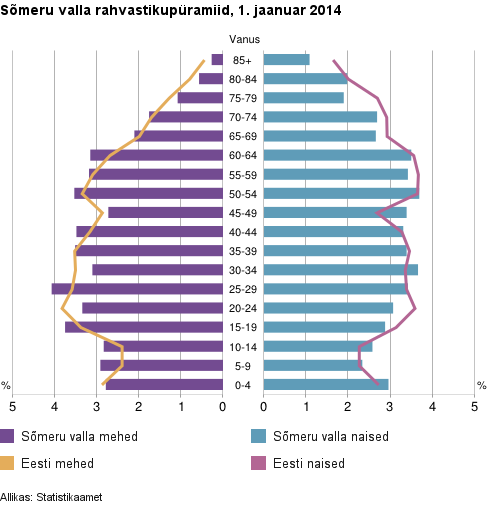 Sõmeru valla rahvastikupüramiid, 1. jaanuar 2014
Vanus
85+
80-84
75-79
70-74
65-69
60-64
55-59
50-54
45-49
40-44
35-39
30-34
25-29
20-24
15-19
10-14
5-9
% 0-4 %
5 4 3 2 1 0 0 1 2 3 4 5
Sõmeru valla mehed Sõmeru valla naised
Eesti mehed Eesti naised
Allikas: Statistikaamet